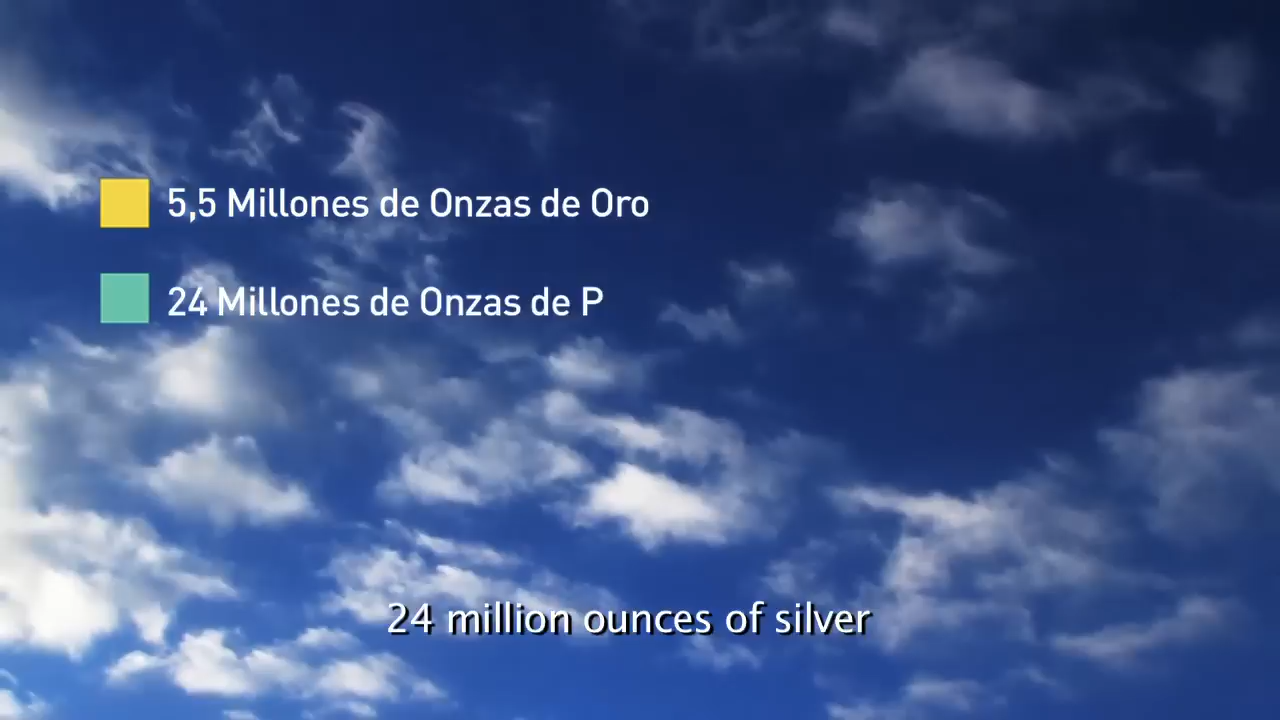 5,5 Millones de Onzas de Oro
24 Millones de Onzas de P
24 million ounces of silver